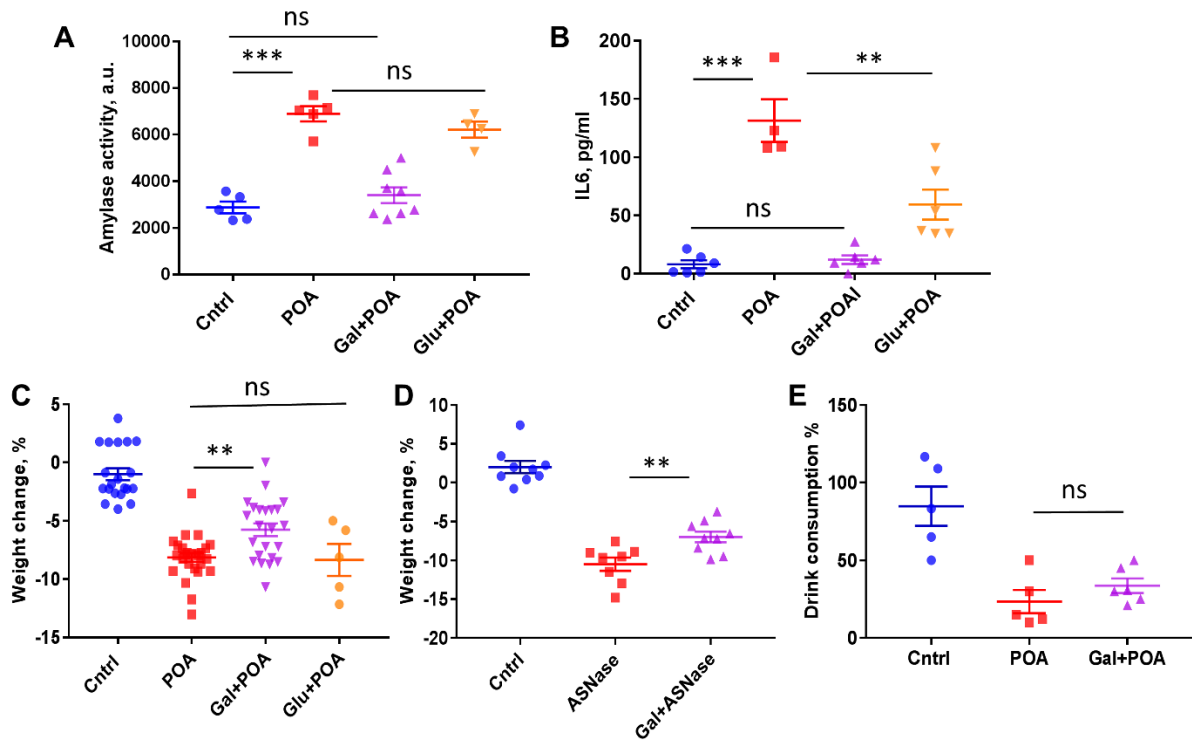 A
Amylase activity, a.u.
10000
8000
6000
4000
2000
0
ns
***
ns
Cntrl
POA
Gal+POA
Glu+POA
B
IL6, pg/ml
200
150
100
50
0
***
**
ns
Cntrl
POA
Gal+POAI
Glu+POA
C
Weight change, %
5
0
-5
-10
-15
ns
**
Cntrl
POA
Gal+POA
Glu+POA
D
Weight change, %
10
5
0
-5
-10
-15
-20
**
Cntrl
ASNase
Gal+ASNase
E
Drink consumption %
150
100
50
0
ns
Cntrl
POA
Gal+POA